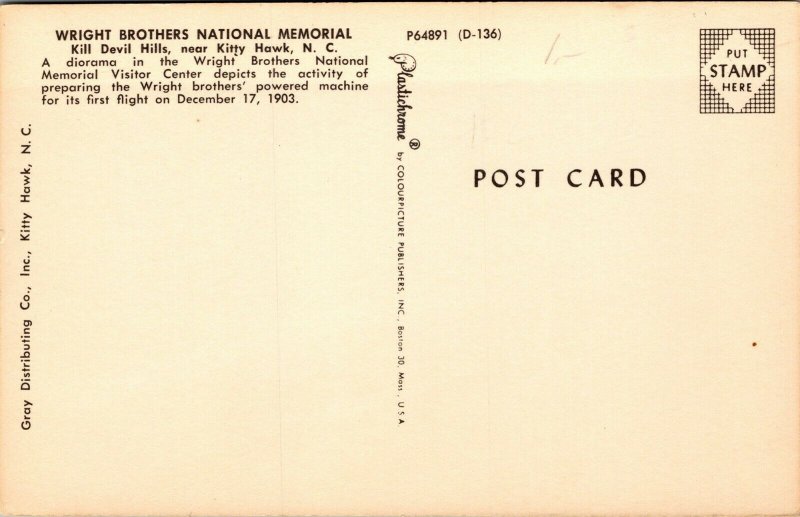 WRIGHT BROTHERS NATIONAL MEMORIAL
Kill Devil Hills, near Kitty Hawk, N. C.
A diorama in the Wright Brothers National
Memorial Visitor Center depicts the activity of
preparing the Wright brothers' powered machine
for its first flight on December 17, 1903.
Gray Distributing Co., Inc., Kitty Hawk, N. C.
P64891 (D-136)
Plastichrome ® by COLOURPICTURE PUBLISHERS, INC., Boston 30, Mass., U.S.A.
1-
PUT
STAMP
HERE
POST CARD